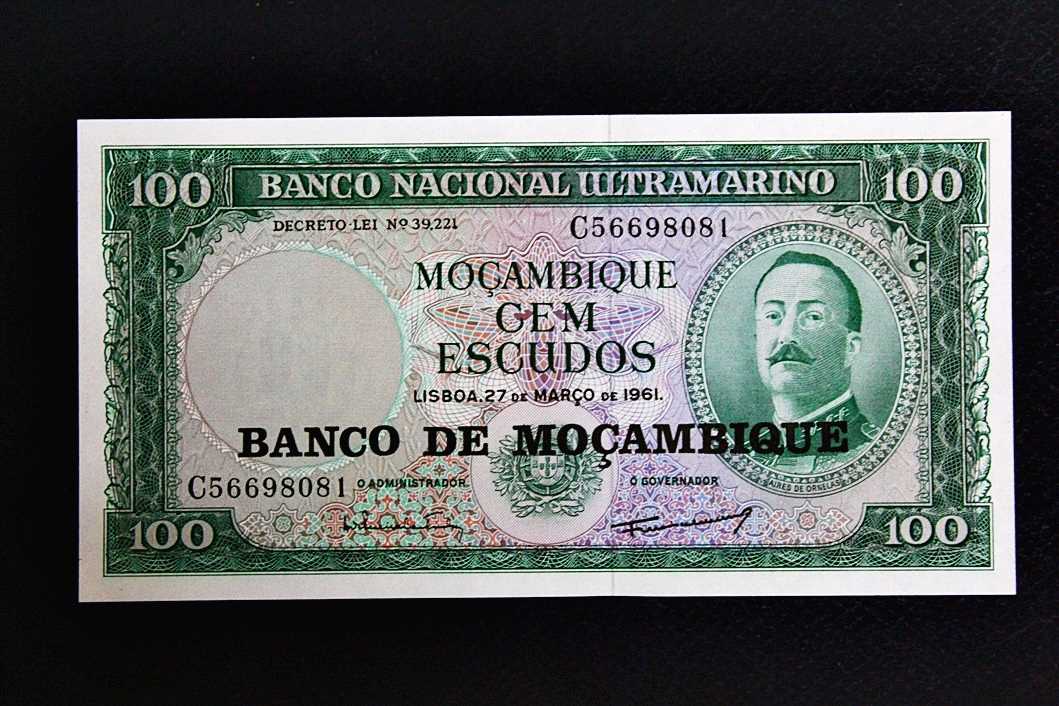 100 BANCO NACIONAL ULTRAMARINO 100
DECRETO-LEI Nº 39.221 C56698081
MOÇAMBIQUE
CEM
ESCUDOS
LISBOA. 27 DE MARÇO DE 1961.
BANCO DE MOÇAMBIQUE
C56698081 O ADMINISTRADOR O GOVERNADOR
AIRES DE ORNELAS
100 100